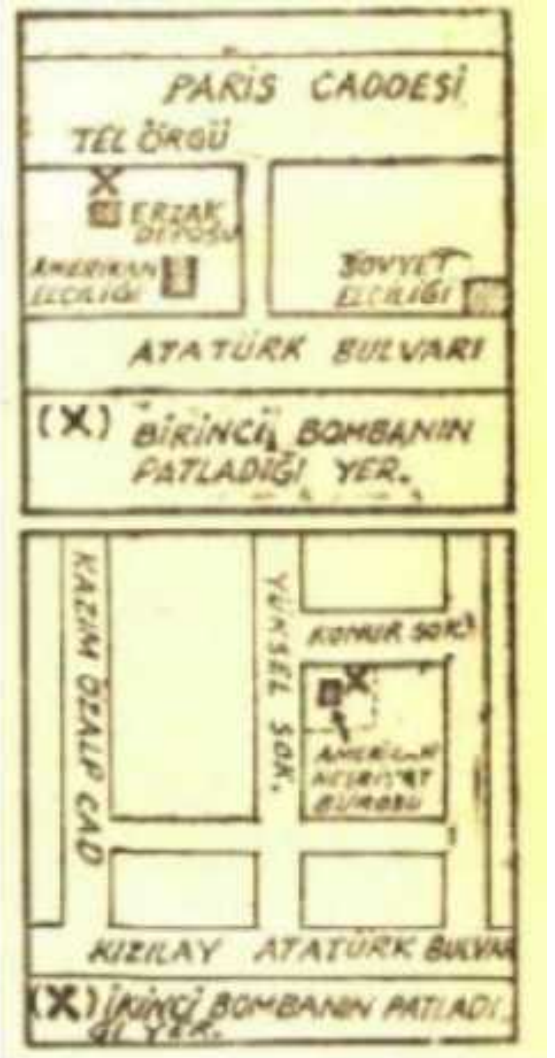 PARİS CADDESİ
TEL ÖRGÜ
X
ERZAK
DEPOSU
AMERİKAN
ELÇİLİĞİ
SOVYET
ELÇİLİĞİ
ATATÜRK BULVARI
(X) BİRİNCİ BOMBANIN
PATLADIĞI YER.
KAZIM ÖZALP CAD
YÜKSEL SOK.
KONUR SOK.
X
AMERİKAN
NEŞRİYAT
BÜROSU
KIZILAY ATATÜRK BULVAR
(X) İKİNCİ BOMBANIN PATLADI
ĞI YER.